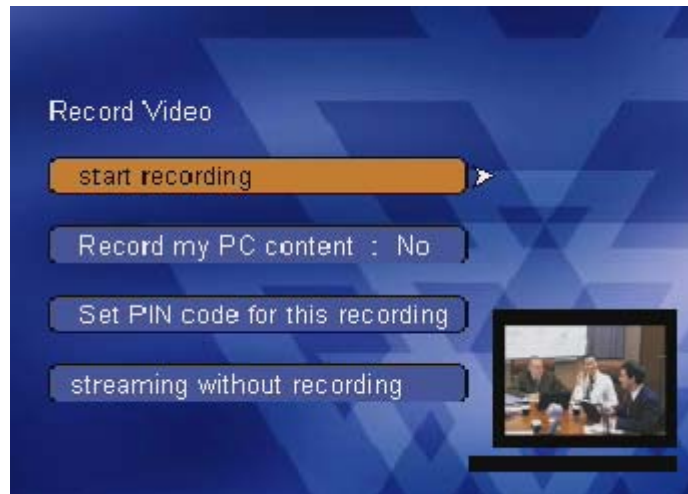 Record Video
start recording
Record my PC content : No
Set PIN code for this recording
streaming without recording